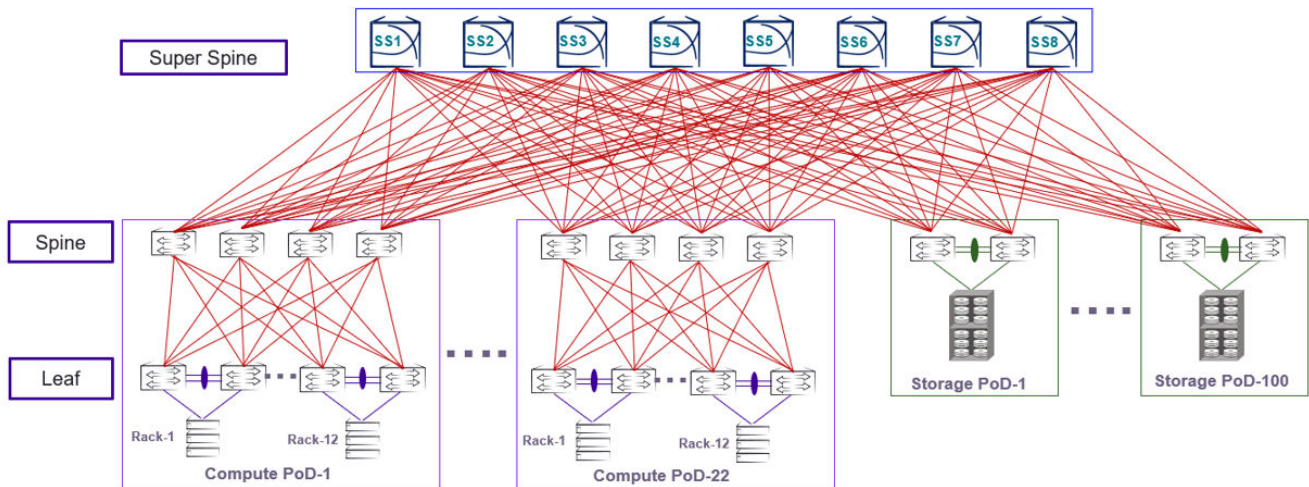 SS1 SS2 SS3 SS4 SS5 SS6 SS7 SS8
Super Spine
Spine
Leaf
Storage PoD-1
Storage PoD-100
Rack-1
Rack-12
Rack-1
Rack-12
Compute PoD-1
Compute PoD-22